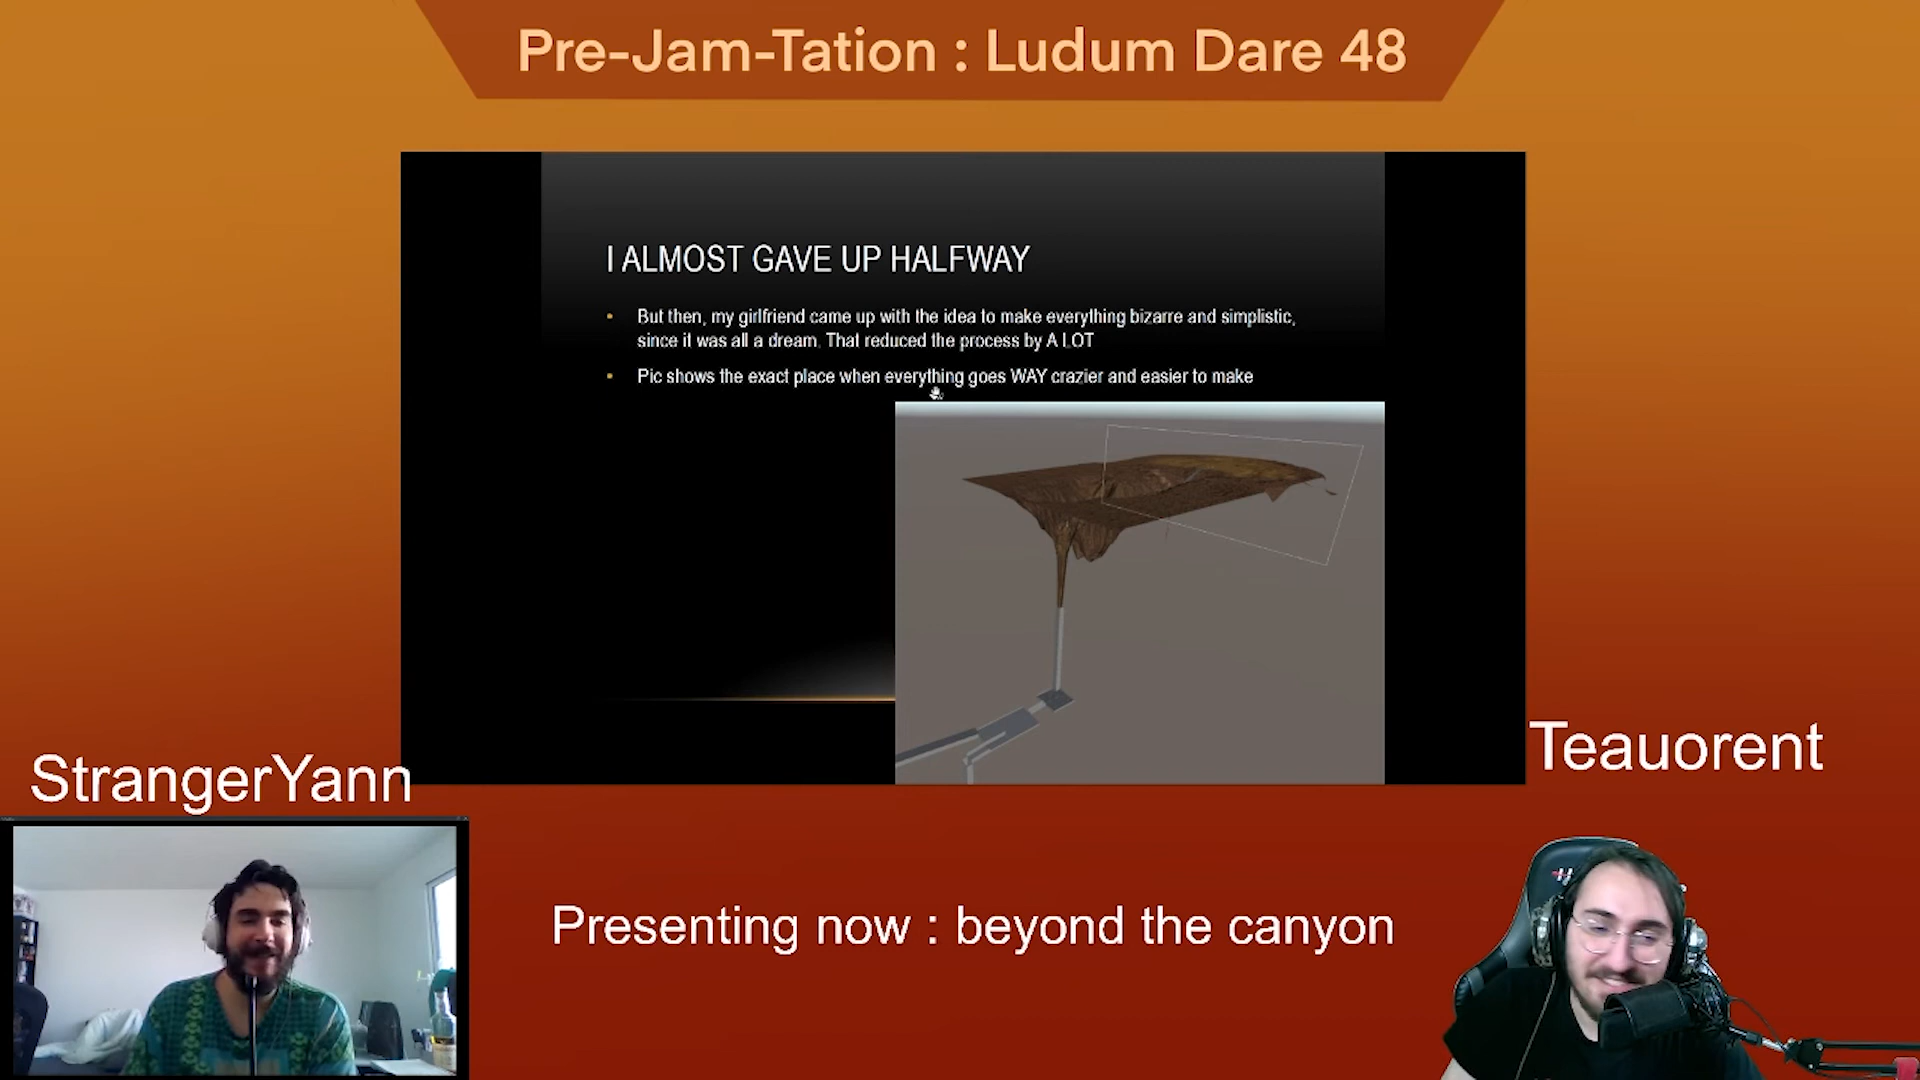 Pre-Jam-Tation : Ludum Dare 48
I ALMOST GAVE UP HALFWAY
But then, my girlfriend came up with the idea to make everything bizarre and simplistic,
since it was all a dream. That reduced the process by A LOT
Pic shows the exact place when everything goes WAY crazier and easier to make
Teauorent
StrangerYann
Presenting now : beyond the canyon